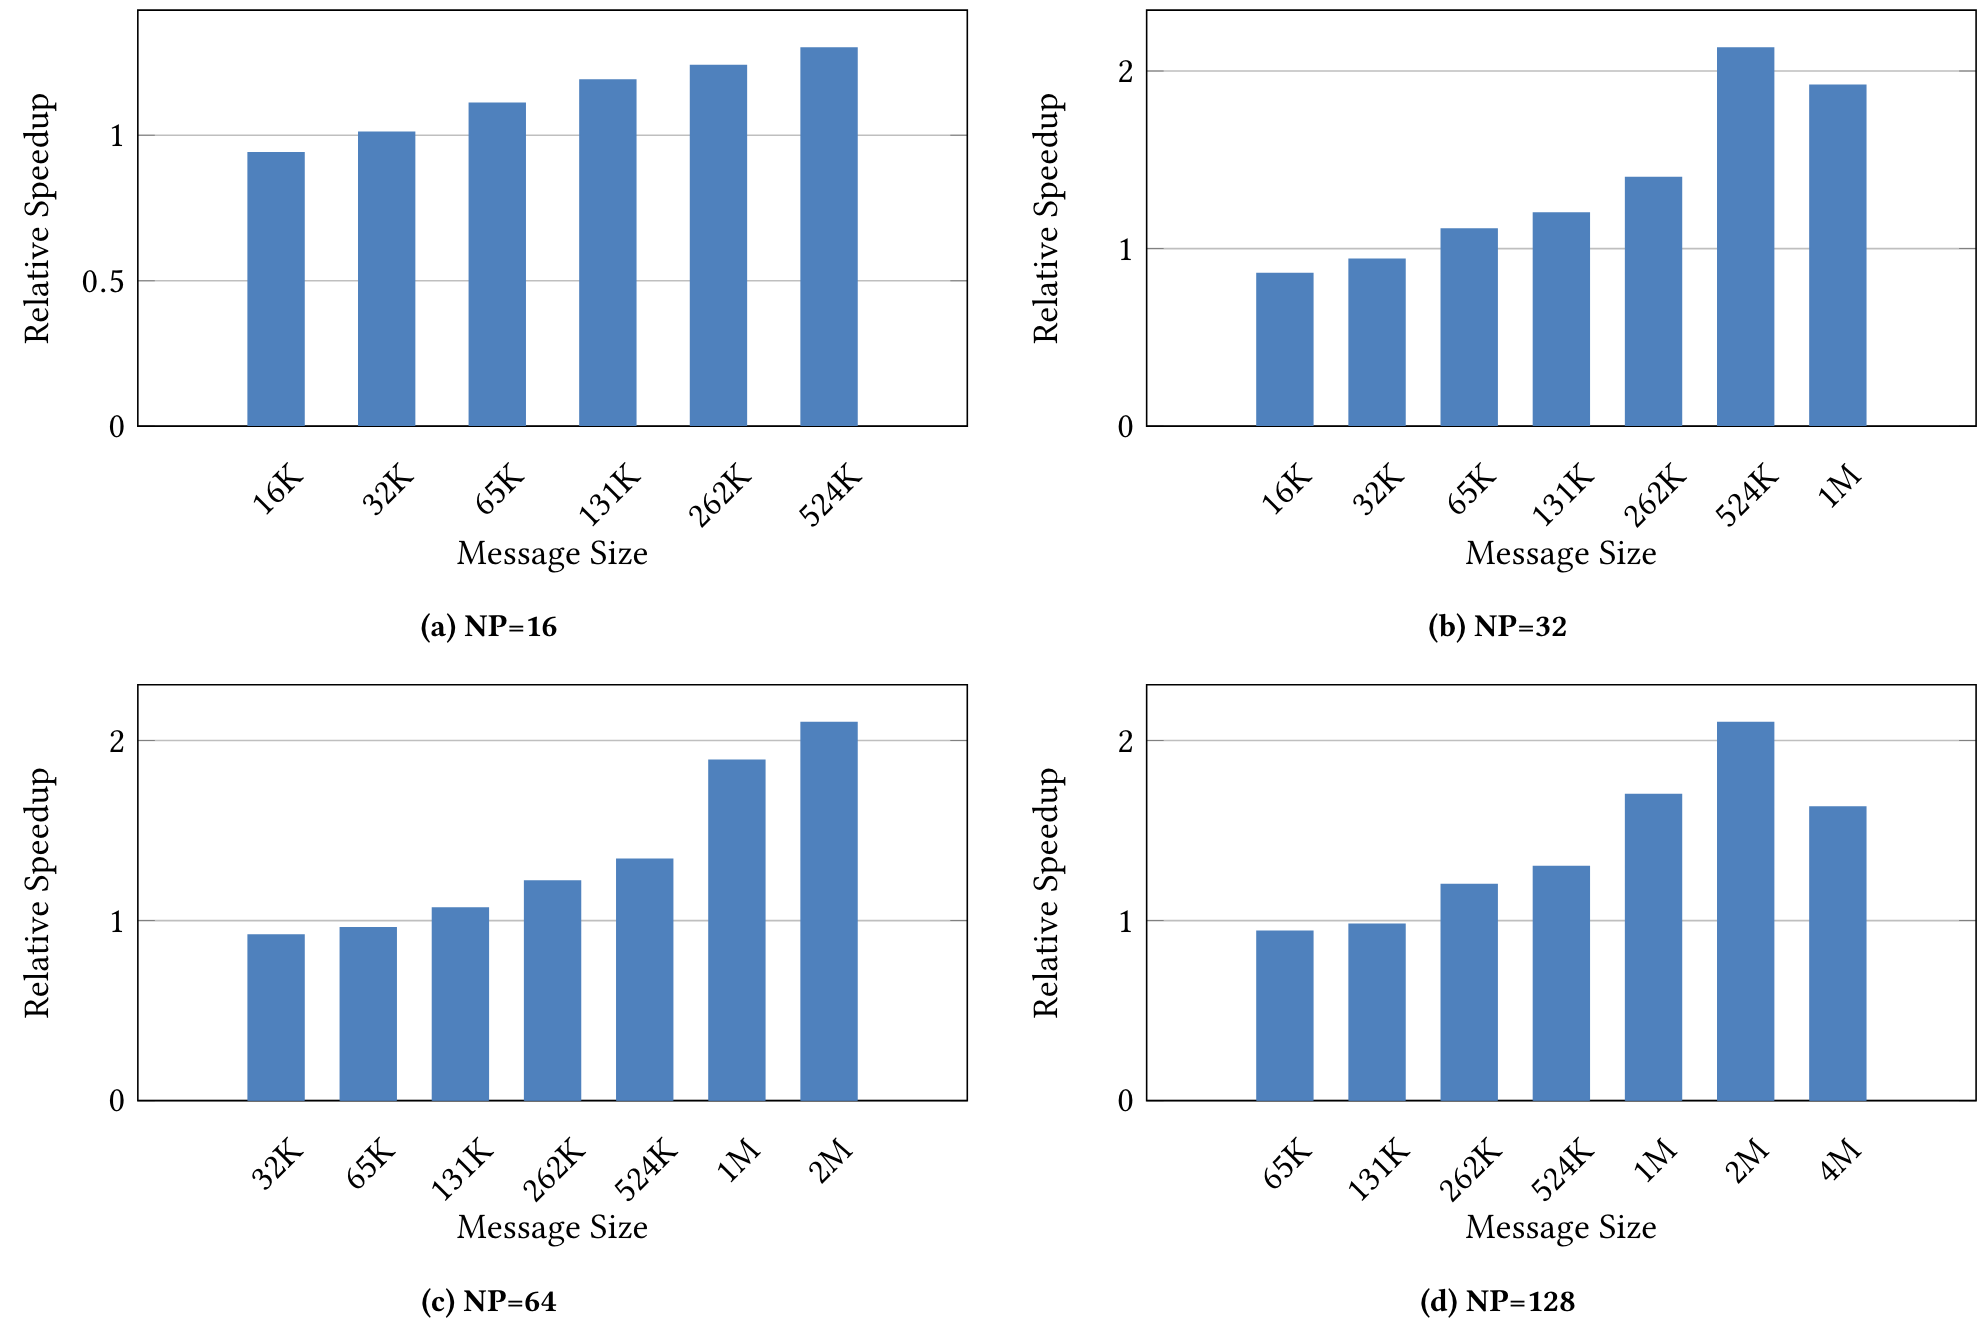 Relative Speedup
1
0.5
0
16K 32K 65K 131K 262K 524K
Message Size
(a) NP=16
Relative Speedup
2
1
0
16K 32K 65K 131K 262K 524K 1M
Message Size
(b) NP=32
Relative Speedup
2
1
0
32K 65K 131K 262K 524K 1M 2M
Message Size
(c) NP=64
Relative Speedup
2
1
0
65K 131K 262K 524K 1M 2M 4M
Message Size
(d) NP=128